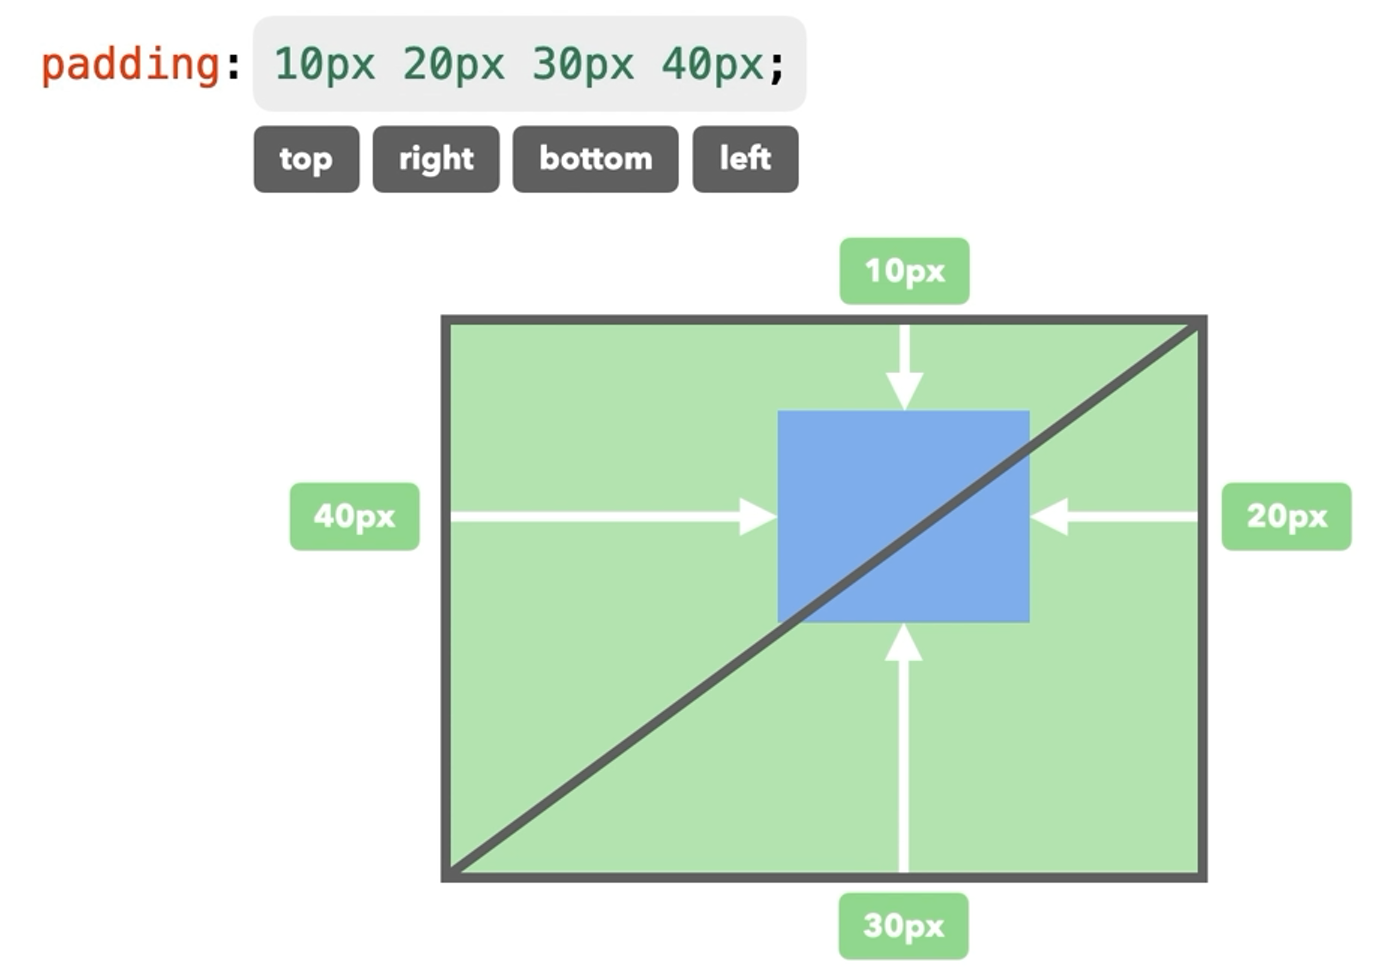 padding: 10px 20px 30px 40px;
top right bottom left
10px
40px
20px
30px